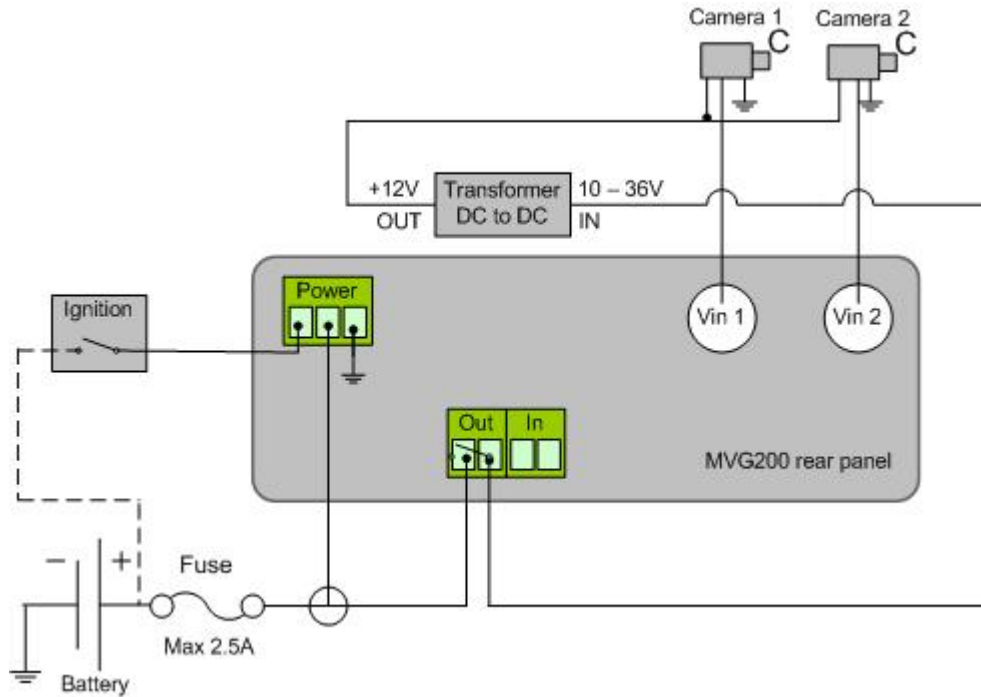 Camera 1
Camera 2
C
C
+12V
OUT
Transformer
DC to DC
10 – 36V
IN
Power
Ignition
Vin 1
Vin 2
Out
In
MVG200 rear panel
−
+
Fuse
Max 2.5A
Battery